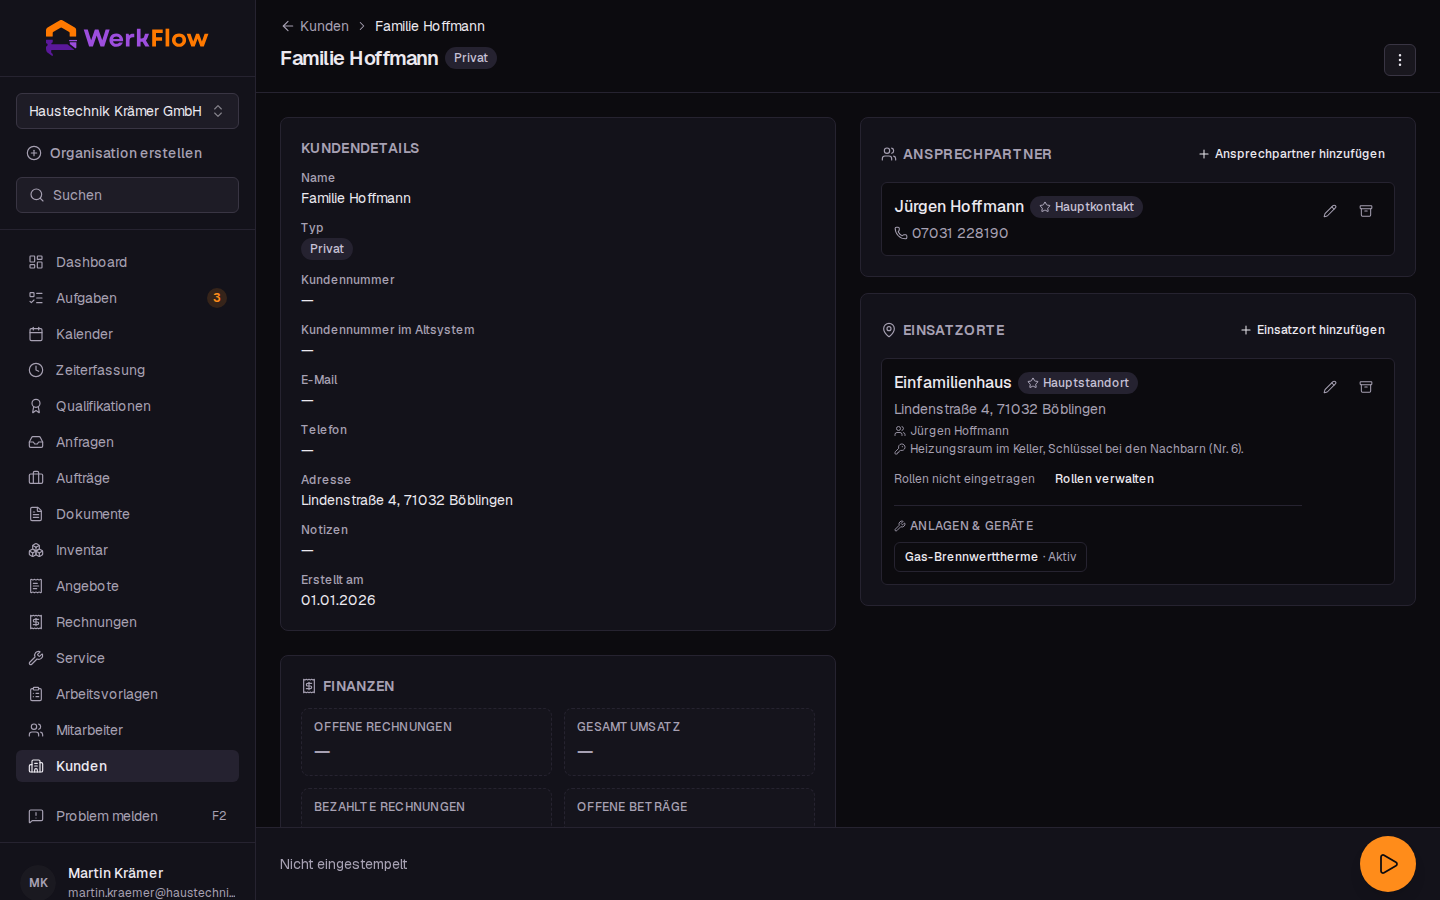 WerkFlow
Haustechnik Krämer GmbH
Organisation erstellen
Suchen
Dashboard
Aufgaben 3
Kalender
Zeiterfassung
Qualifikationen
Anfragen
Aufträge
Dokumente
Inventar
Angebote
Rechnungen
Service
Arbeitsvorlagen
Mitarbeiter
Kunden
Problem melden F2
MK
Martin Krämer
martin.kraemer@haustechni...
Kunden Familie Hoffmann
Familie Hoffmann Privat
KUNDENDETAILS
Name
Familie Hoffmann
Typ
Privat
Kundennummer
—
Kundennummer im Altsystem
—
E-Mail
—
Telefon
—
Adresse
Lindenstraße 4, 71032 Böblingen
Notizen
—
Erstellt am
01.01.2026
FINANZEN
OFFENE RECHNUNGEN
—
GESAMTUMSATZ
—
BEZAHLTE RECHNUNGEN
OFFENE BETRÄGE
ANSPRECHPARTNER
Ansprechpartner hinzufügen
Jürgen Hoffmann Hauptkontakt
07031 228190
EINSATZORTE
Einsatzort hinzufügen
Einfamilienhaus Hauptstandort
Lindenstraße 4, 71032 Böblingen
Jürgen Hoffmann
Heizungsraum im Keller, Schlüssel bei den Nachbarn (Nr. 6).
Rollen nicht eingetragen Rollen verwalten
ANLAGEN & GERÄTE
Gas-Brennwerttherme · Aktiv
Nicht eingestempelt